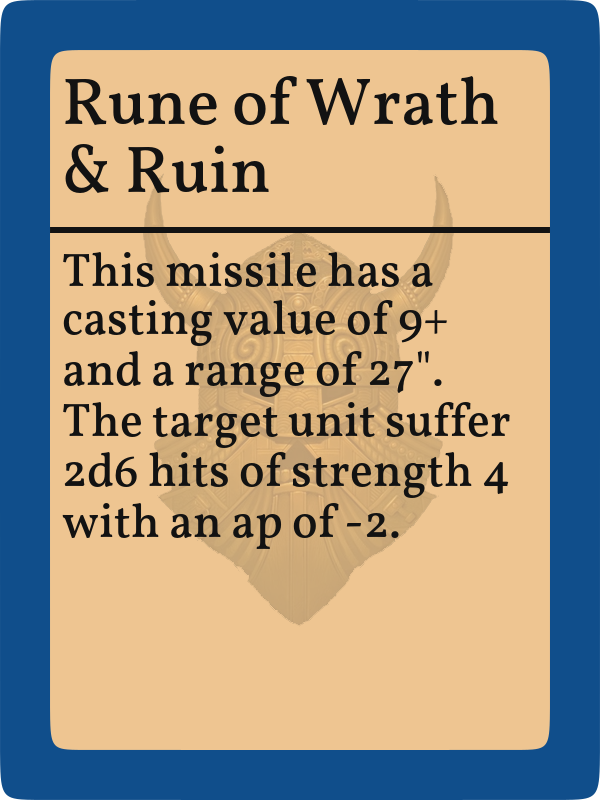 Rune of Wrath
& Ruin
This missile has a
casting value of 9+
and a range of 27".
The target unit suffer
2d6 hits of strength 4
with an ap of -2.